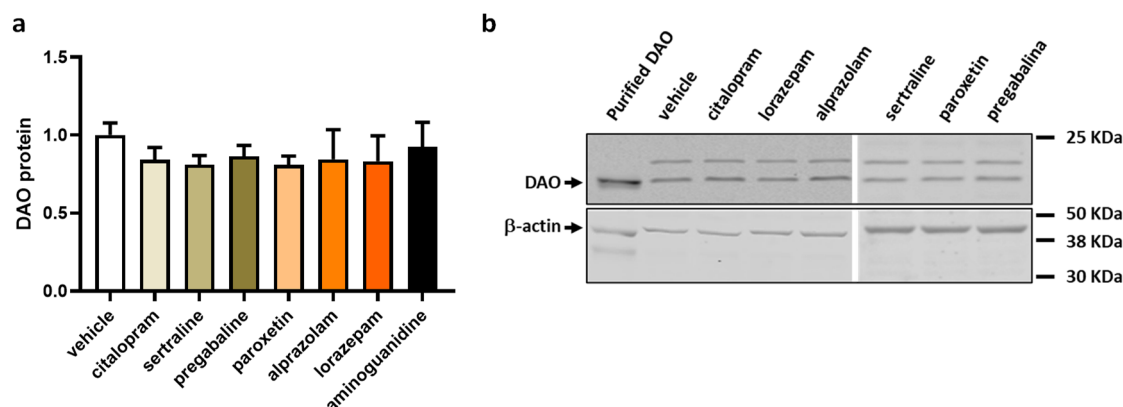 a
DAO protein
1.5
1.0
0.5
0.0
vehicle
citalopram
sertraline
pregabaline
paroxetin
alprazolam
lorazepam
aminoguanidine
b
Purified DAO
vehicle
citalopram
lorazepam
alprazolam
sertraline
paroxetin
pregabalina
25 KDa
DAO
β-actin
50 KDa
38 KDa
30 KDa